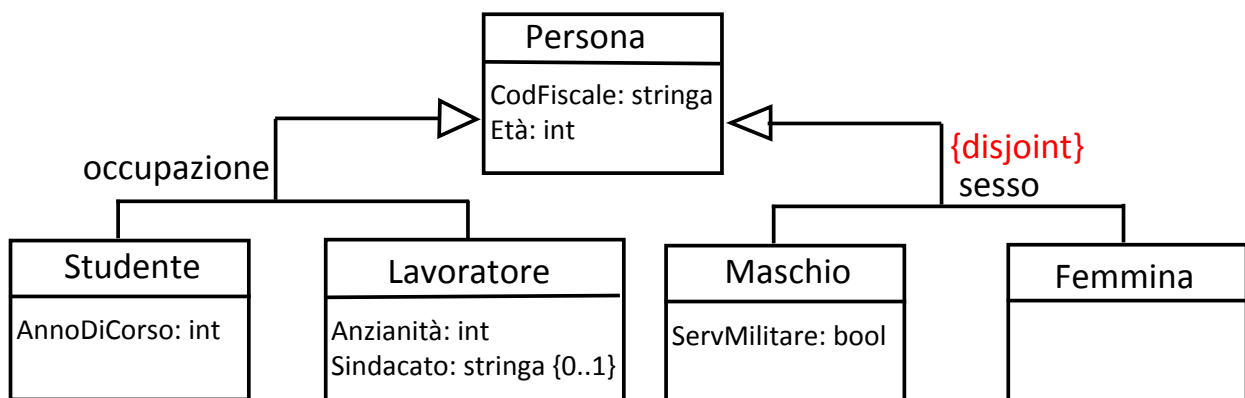 Persona
CodFiscale: stringa
Età: int
occupazione
{disjoint}
sesso
Studente
AnnoDiCorso: int
Lavoratore
Anzianità: int
Sindacato: stringa {0..1}
Maschio
ServMilitare: bool
Femmina